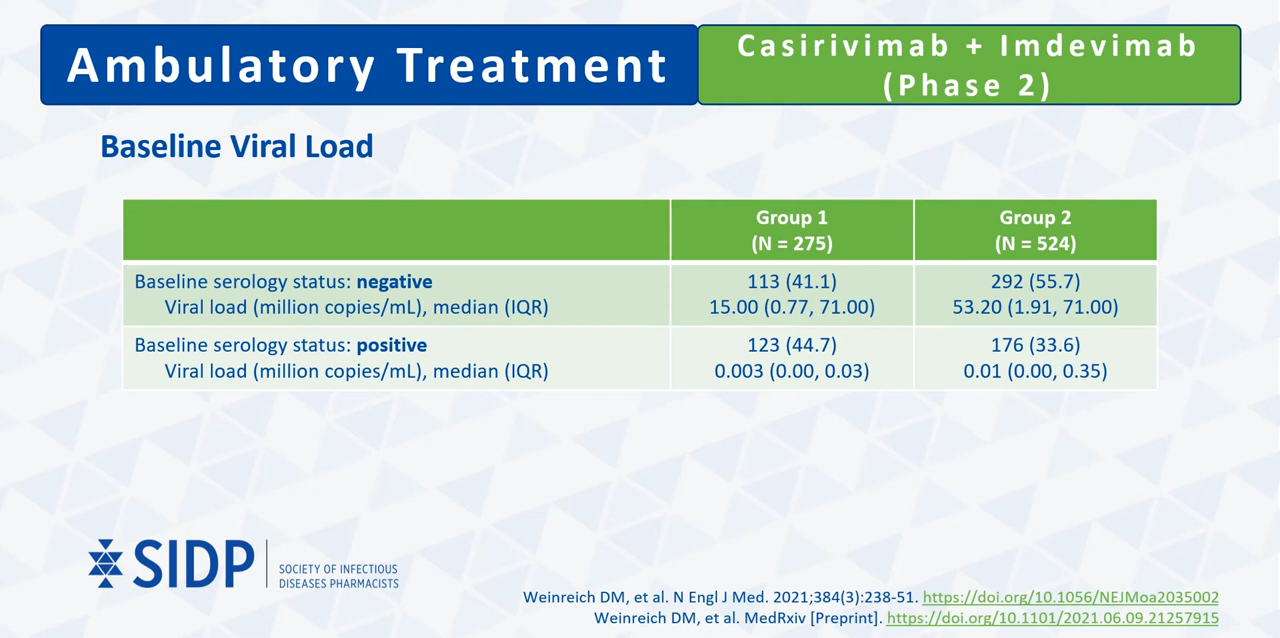 Ambulatory Treatment
Casirivimab + Imdevimab
(Phase 2)
Baseline Viral Load
Group 1
(N = 275)
Group 2
(N = 524)
Baseline serology status: negative
Viral load (million copies/mL), median (IQR)
113 (41.1)
15.00 (0.77, 71.00)
292 (55.7)
53.20 (1.91, 71.00)
Baseline serology status: positive
Viral load (million copies/mL), median (IQR)
123 (44.7)
0.003 (0.00, 0.03)
176 (33.6)
0.01 (0.00, 0.35)
SIDP
SOCIETY OF INFECTIOUS
DISEASES PHARMACISTS
Weinreich DM, et al. N Engl J Med. 2021;384(3):238-51. https://doi.org/10.1056/NEJMoa2035002
Weinreich DM, et al. MedRxiv [Preprint]. https://doi.org/10.1101/2021.06.09.21257915